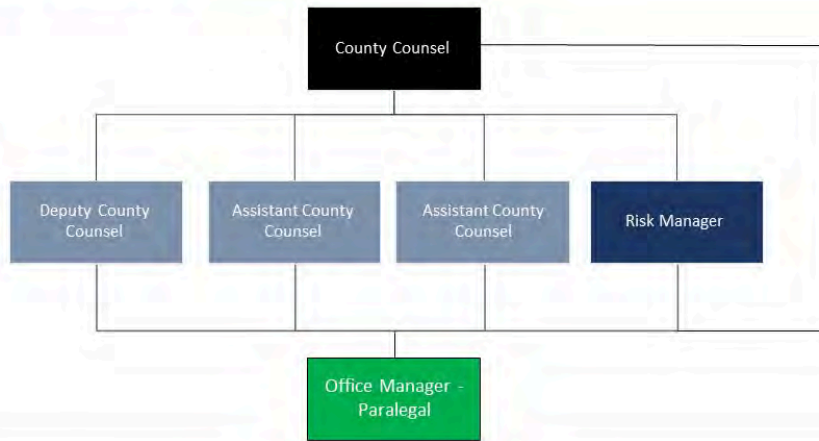 County Counsel
Deputy County
Counsel
Assistant County
Counsel
Assistant County
Counsel
Risk Manager
Office Manager -
Paralegal